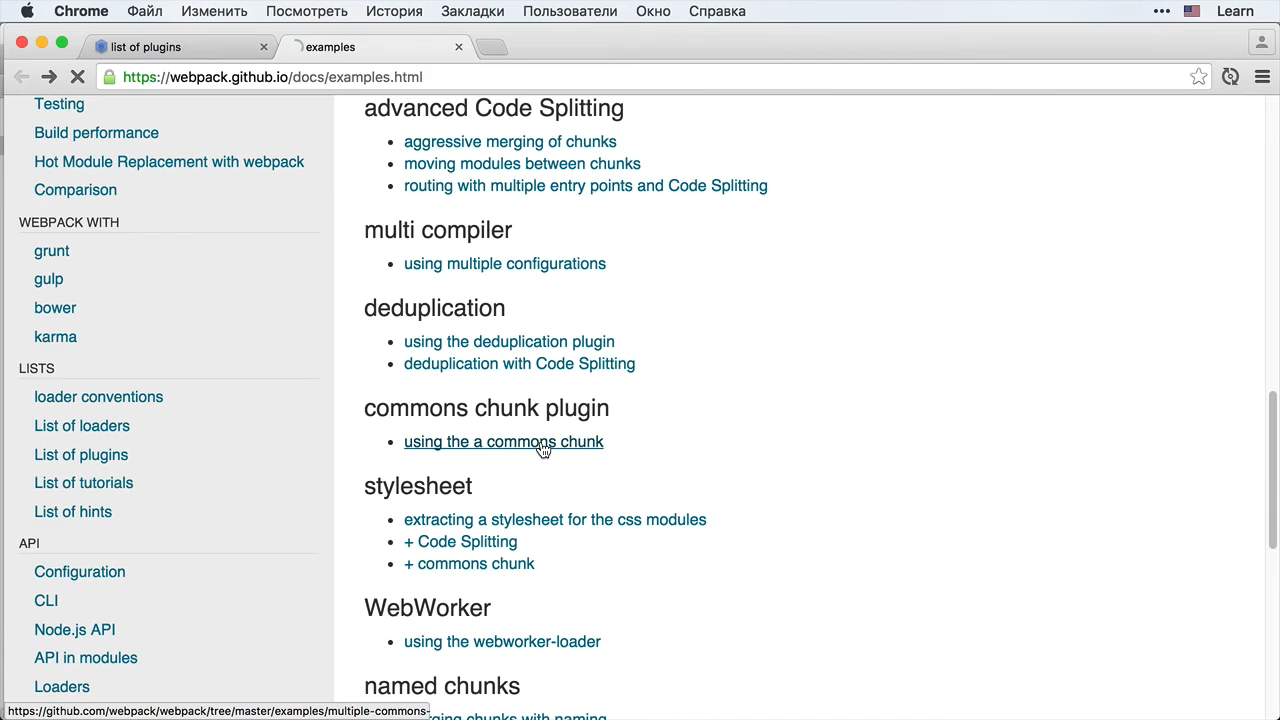 Chrome Файл Изменить Посмотреть История Закладки Пользователи Окно Справка ••• Learn
list of plugins × examples ×
https://webpack.github.io/docs/examples.html
Testing
Build performance
Hot Module Replacement with webpack
Comparison
WEBPACK WITH
grunt
gulp
bower
karma
LISTS
loader conventions
List of loaders
List of plugins
List of tutorials
List of hints
API
Configuration
CLI
Node.js API
API in modules
Loaders
advanced Code Splitting
• aggressive merging of chunks
• moving modules between chunks
• routing with multiple entry points and Code Splitting
multi compiler
• using multiple configurations
deduplication
• using the deduplication plugin
• deduplication with Code Splitting
commons chunk plugin
• using the a commons chunk
stylesheet
• extracting a stylesheet for the css modules
• + Code Splitting
• + commons chunk
WebWorker
• using the webworker-loader
named chunks
chunks with naming
https://github.com/webpack/webpack/tree/master/examples/multiple-commons-